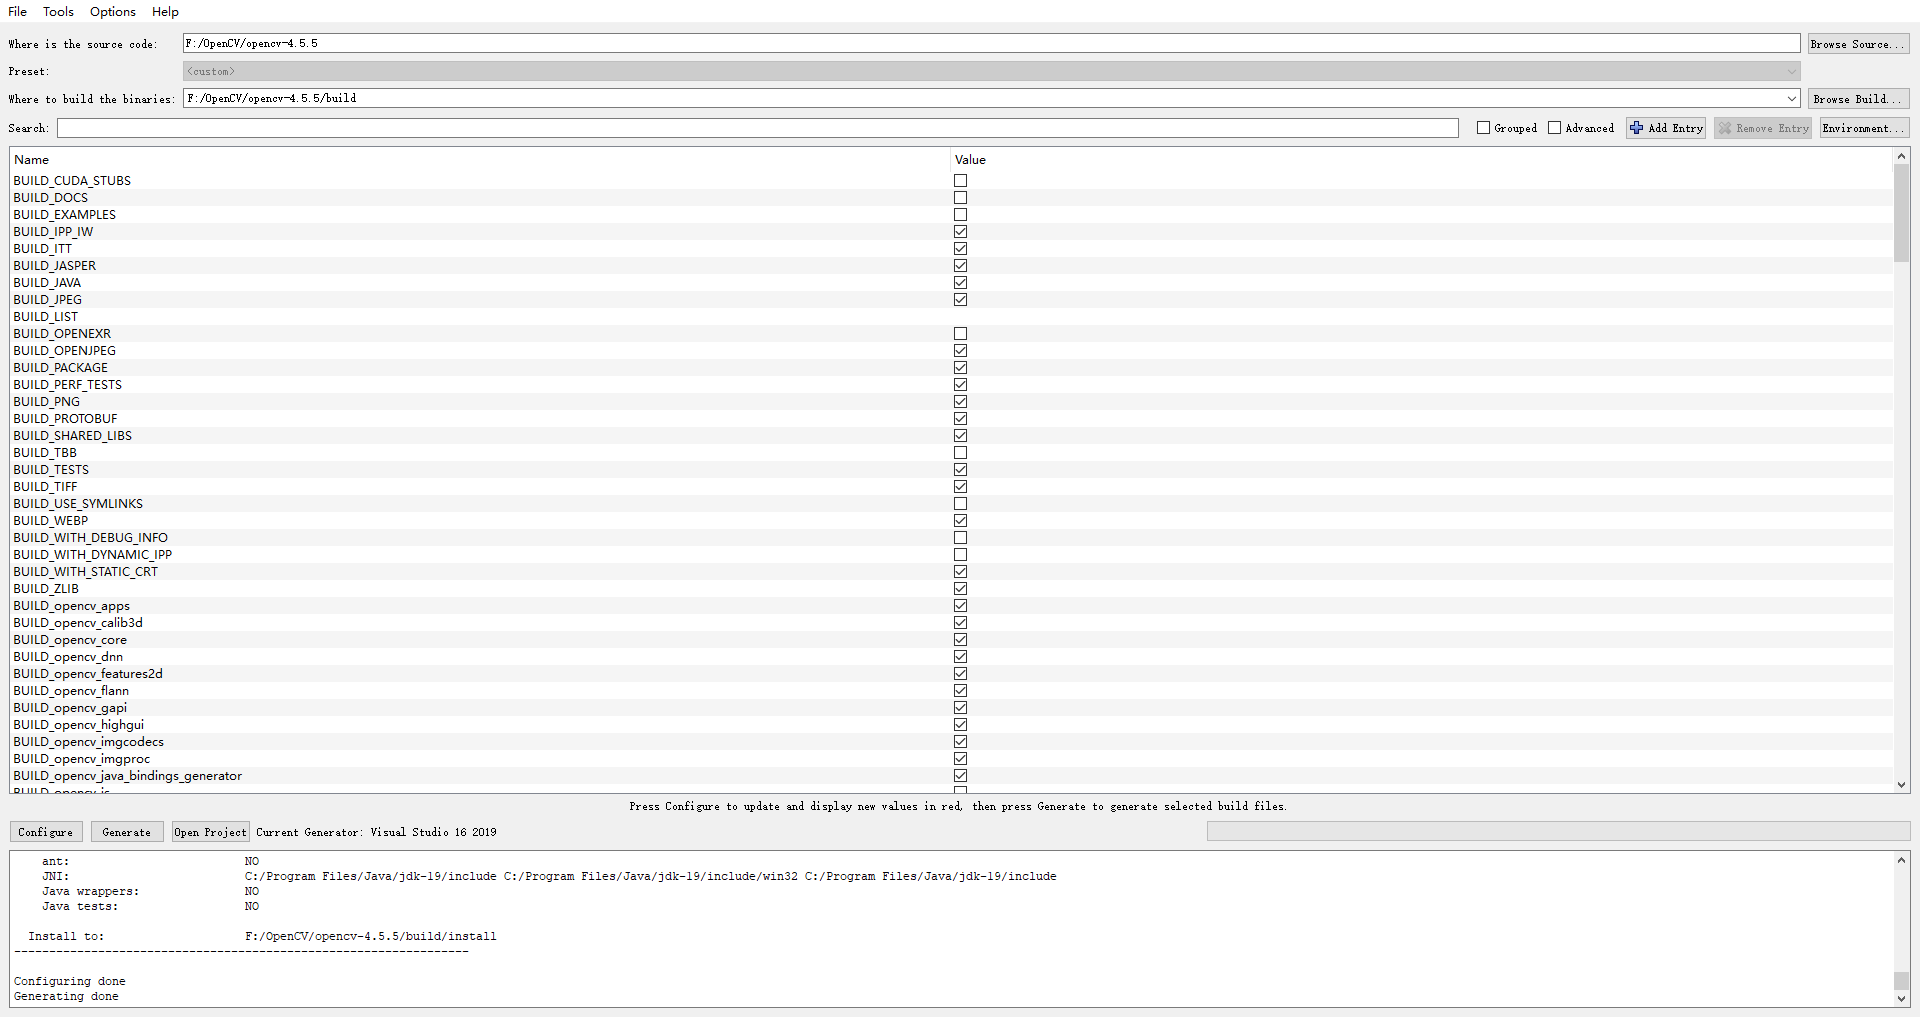 File Tools Options Help
Where is the source code: F:/OpenCV/opencv-4.5.5 Browse Source...
Preset: <custom>
Where to build the binaries: F:/OpenCV/opencv-4.5.5/build Browse Build...
Search: Grouped Advanced Add Entry Remove Entry Environment...
Name Value
BUILD_CUDA_STUBS
BUILD_DOCS
BUILD_EXAMPLES
BUILD_IPP_IW
BUILD_ITT
BUILD_JASPER
BUILD_JAVA
BUILD_JPEG
BUILD_LIST
BUILD_OPENEXR
BUILD_OPENJPEG
BUILD_PACKAGE
BUILD_PERF_TESTS
BUILD_PNG
BUILD_PROTOBUF
BUILD_SHARED_LIBS
BUILD_TBB
BUILD_TESTS
BUILD_TIFF
BUILD_USE_SYMLINKS
BUILD_WEBP
BUILD_WITH_DEBUG_INFO
BUILD_WITH_DYNAMIC_IPP
BUILD_WITH_STATIC_CRT
BUILD_ZLIB
BUILD_opencv_apps
BUILD_opencv_calib3d
BUILD_opencv_core
BUILD_opencv_dnn
BUILD_opencv_features2d
BUILD_opencv_flann
BUILD_opencv_gapi
BUILD_opencv_highgui
BUILD_opencv_imgcodecs
BUILD_opencv_imgproc
BUILD_opencv_java_bindings_generator
BUILD_opencv_js
Press Configure to update and display new values in red, then press Generate to generate selected build files.
Configure Generate Open Project Current Generator: Visual Studio 16 2019
ant: NO
JNI: C:/Program Files/Java/jdk-19/include C:/Program Files/Java/jdk-19/include/win32 C:/Program Files/Java/jdk-19/include
Java wrappers: NO
Java tests: NO
Install to: F:/OpenCV/opencv-4.5.5/build/install
-----------------------------------------------------------------
Configuring done
Generating done